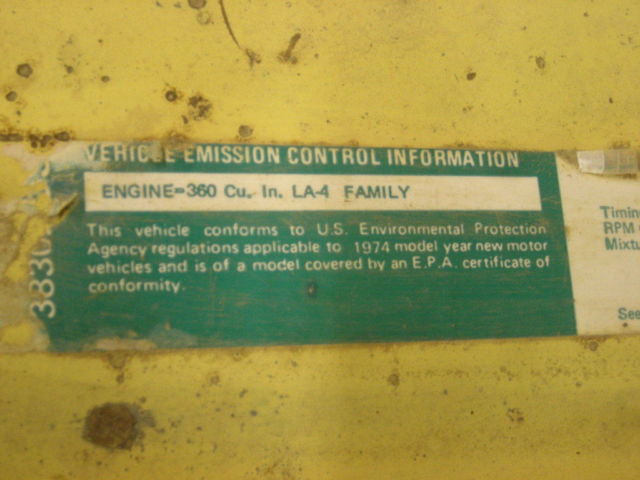 VEHICLE EMISSION CONTROL INFORMATION
ENGINE=360 Cu. In. LA-4 FAMILY
This vehicle conforms to U.S. Environmental Protection
Agency regulations applicable to 1974 model year new motor
vehicles and is of a model covered by an E.P.A. certificate of
conformity.
RPM
See